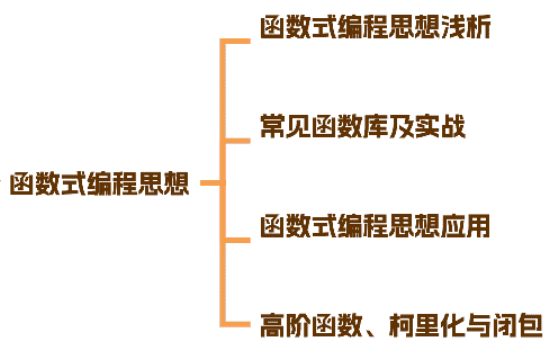 函数式编程思想浅析
常见函数库及实战
函数式编程思想
函数式编程思想应用
高阶函数、柯里化与闭包